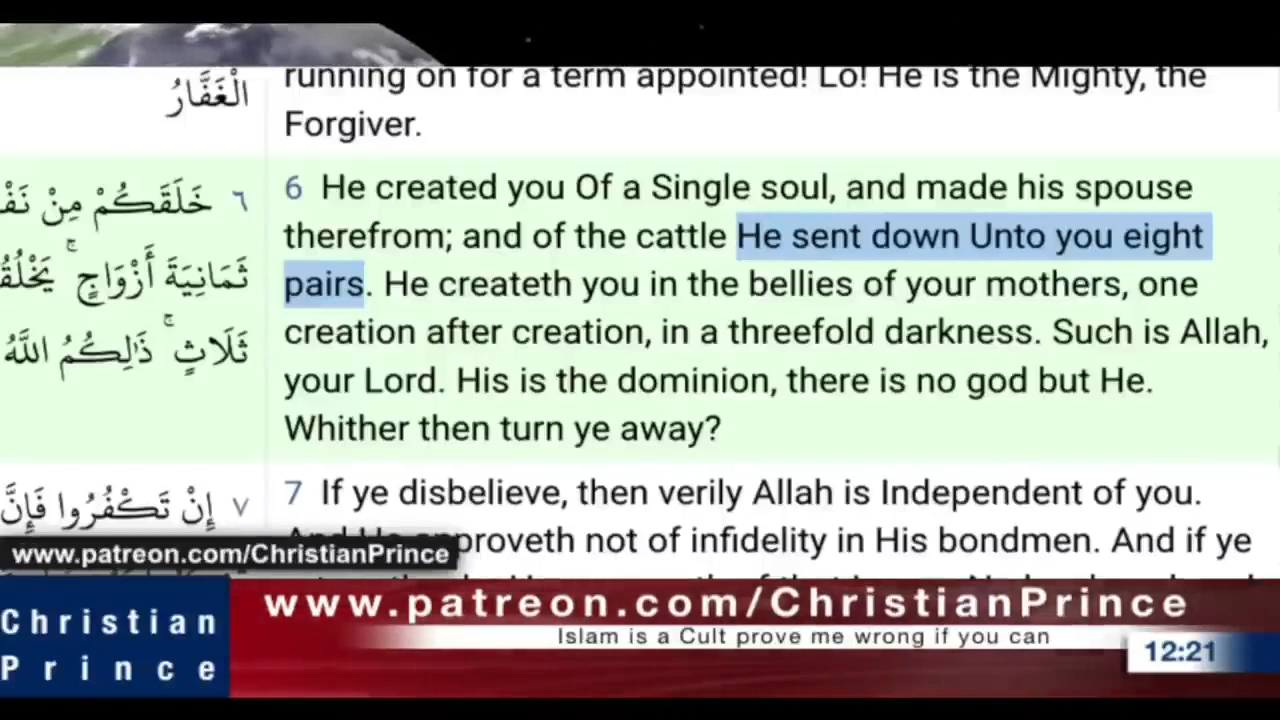 الْغَفَّارُ
running on for a term appointed! Lo! He is the Mighty, the
Forgiver.
٦ خَلَقَكُمْ مِنْ
ثَمَانِيَةَ أَزْوَاجٍ ۚ
ثَلَاثٍ ۚ ذَٰلِكُمُ اللَّهُ
6 He created you Of a Single soul, and made his spouse
therefrom; and of the cattle He sent down Unto you eight
pairs. He createth you in the bellies of your mothers, one
creation after creation, in a threefold darkness. Such is Allah,
your Lord. His is the dominion, there is no god but He.
Whither then turn ye away?
٧ إِنْ تَكْفُرُوا فَإِنَّ
7 If ye disbelieve, then verily Allah is Independent of you.
approveth not of infidelity in His bondmen. And if ye
www.patreon.com/ChristianPrince
www.patreon.com/ChristianPrince
Islam is a Cult prove me wrong if you can
Christian
Prince
12:21